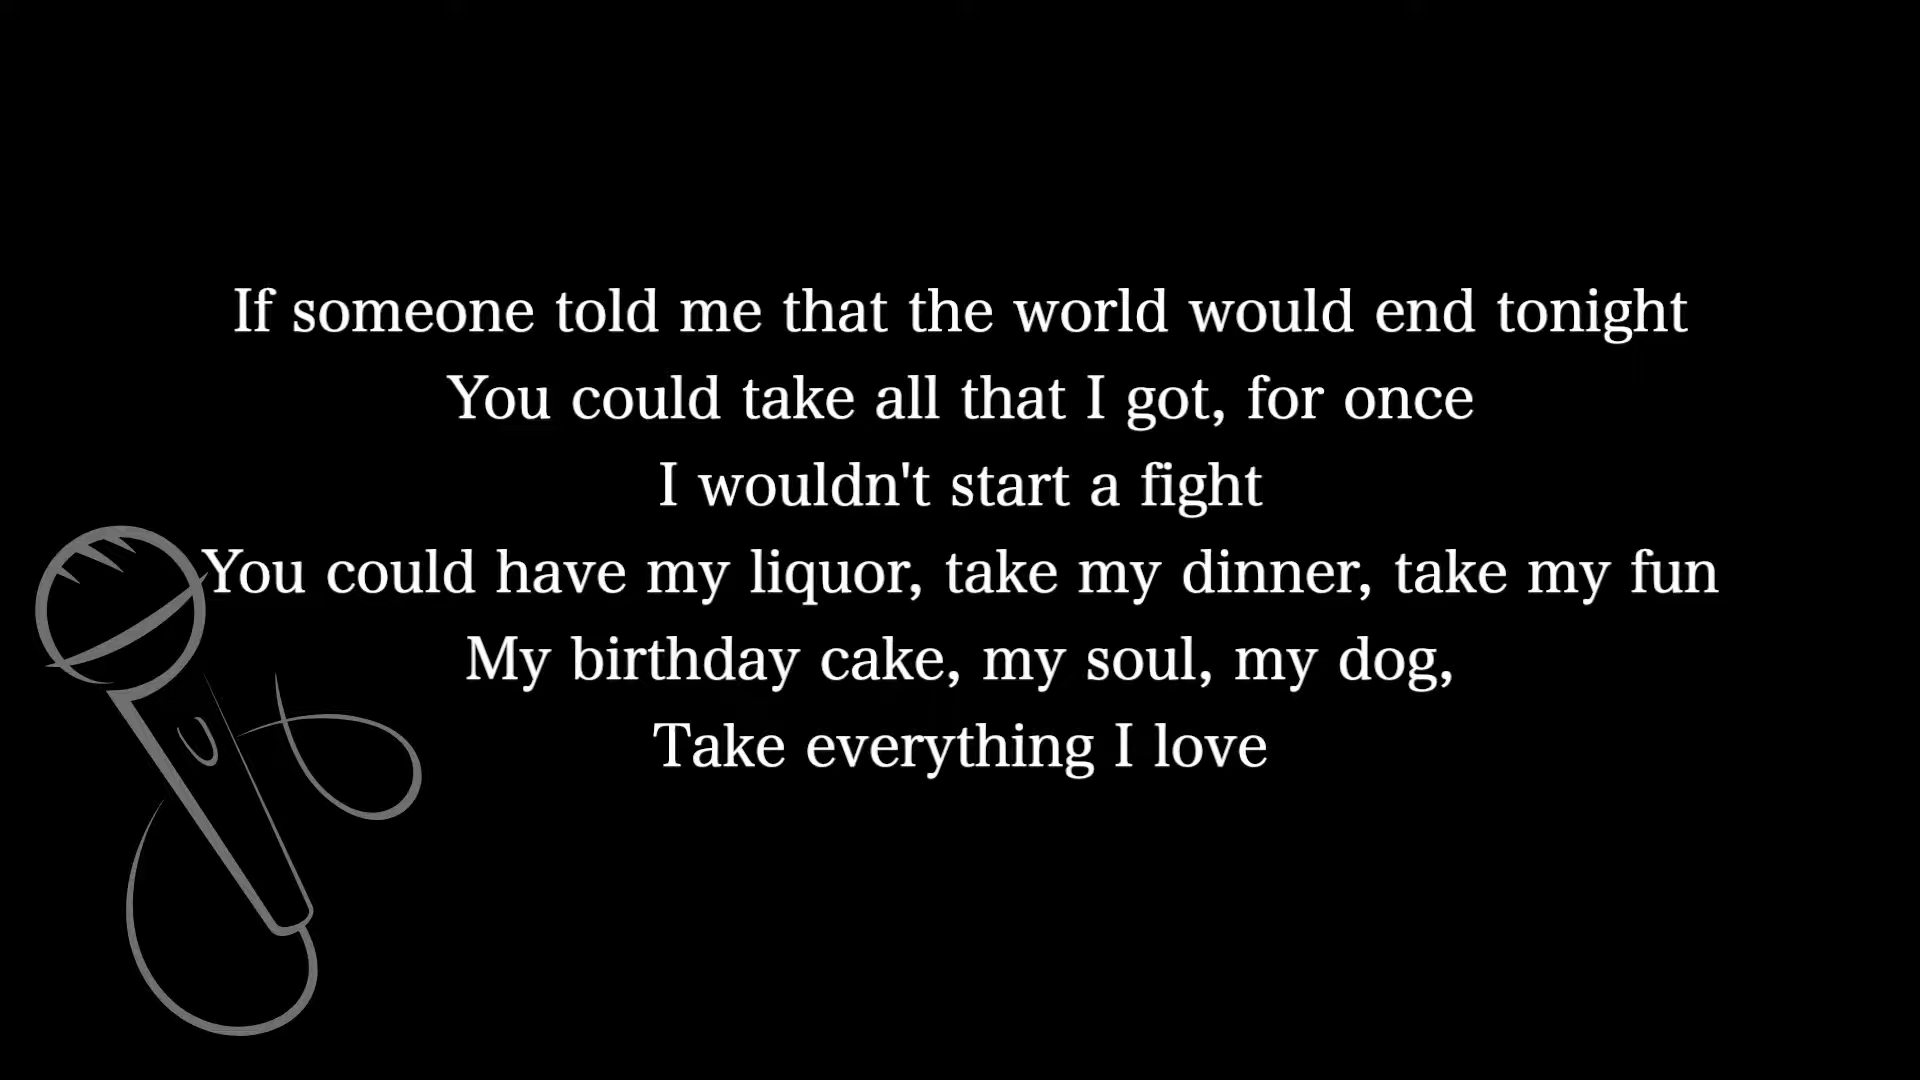 If someone told me that the world would end tonight
You could take all that I got, for once
I wouldn't start a fight
You could have my liquor, take my dinner, take my fun
My birthday cake, my soul, my dog,
Take everything I love